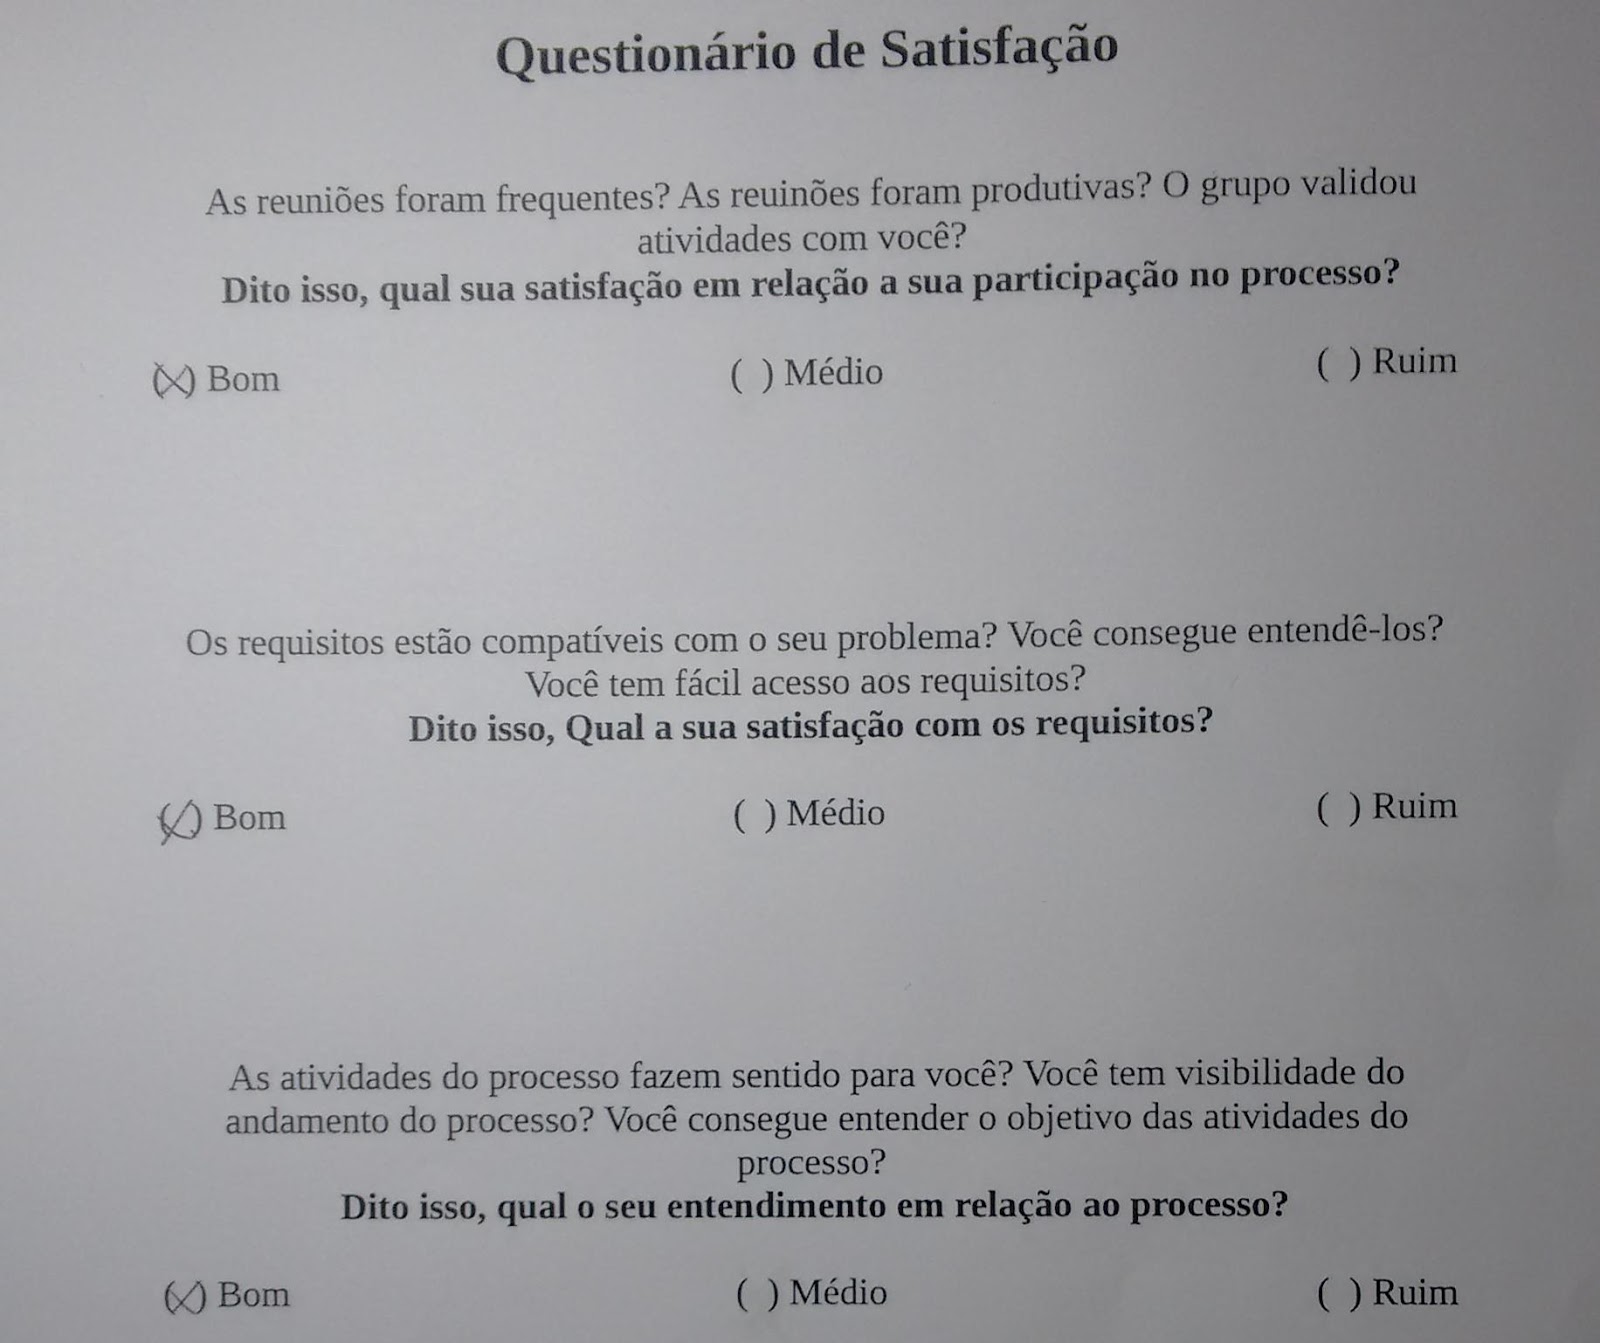 Questionário de Satisfação
As reuniões foram frequentes? As reuinões foram produtivas? O grupo validou
atividades com você?
Dito isso, qual sua satisfação em relação a sua participação no processo?
(X) Bom ( ) Médio ( ) Ruim
Os requisitos estão compatíveis com o seu problema? Você consegue entendê-los?
Você tem fácil acesso aos requisitos?
Dito isso, Qual a sua satisfação com os requisitos?
(X) Bom ( ) Médio ( ) Ruim
As atividades do processo fazem sentido para você? Você tem visibilidade do
andamento do processo? Você consegue entender o objetivo das atividades do
processo?
Dito isso, qual o seu entendimento em relação ao processo?
(X) Bom ( ) Médio ( ) Ruim